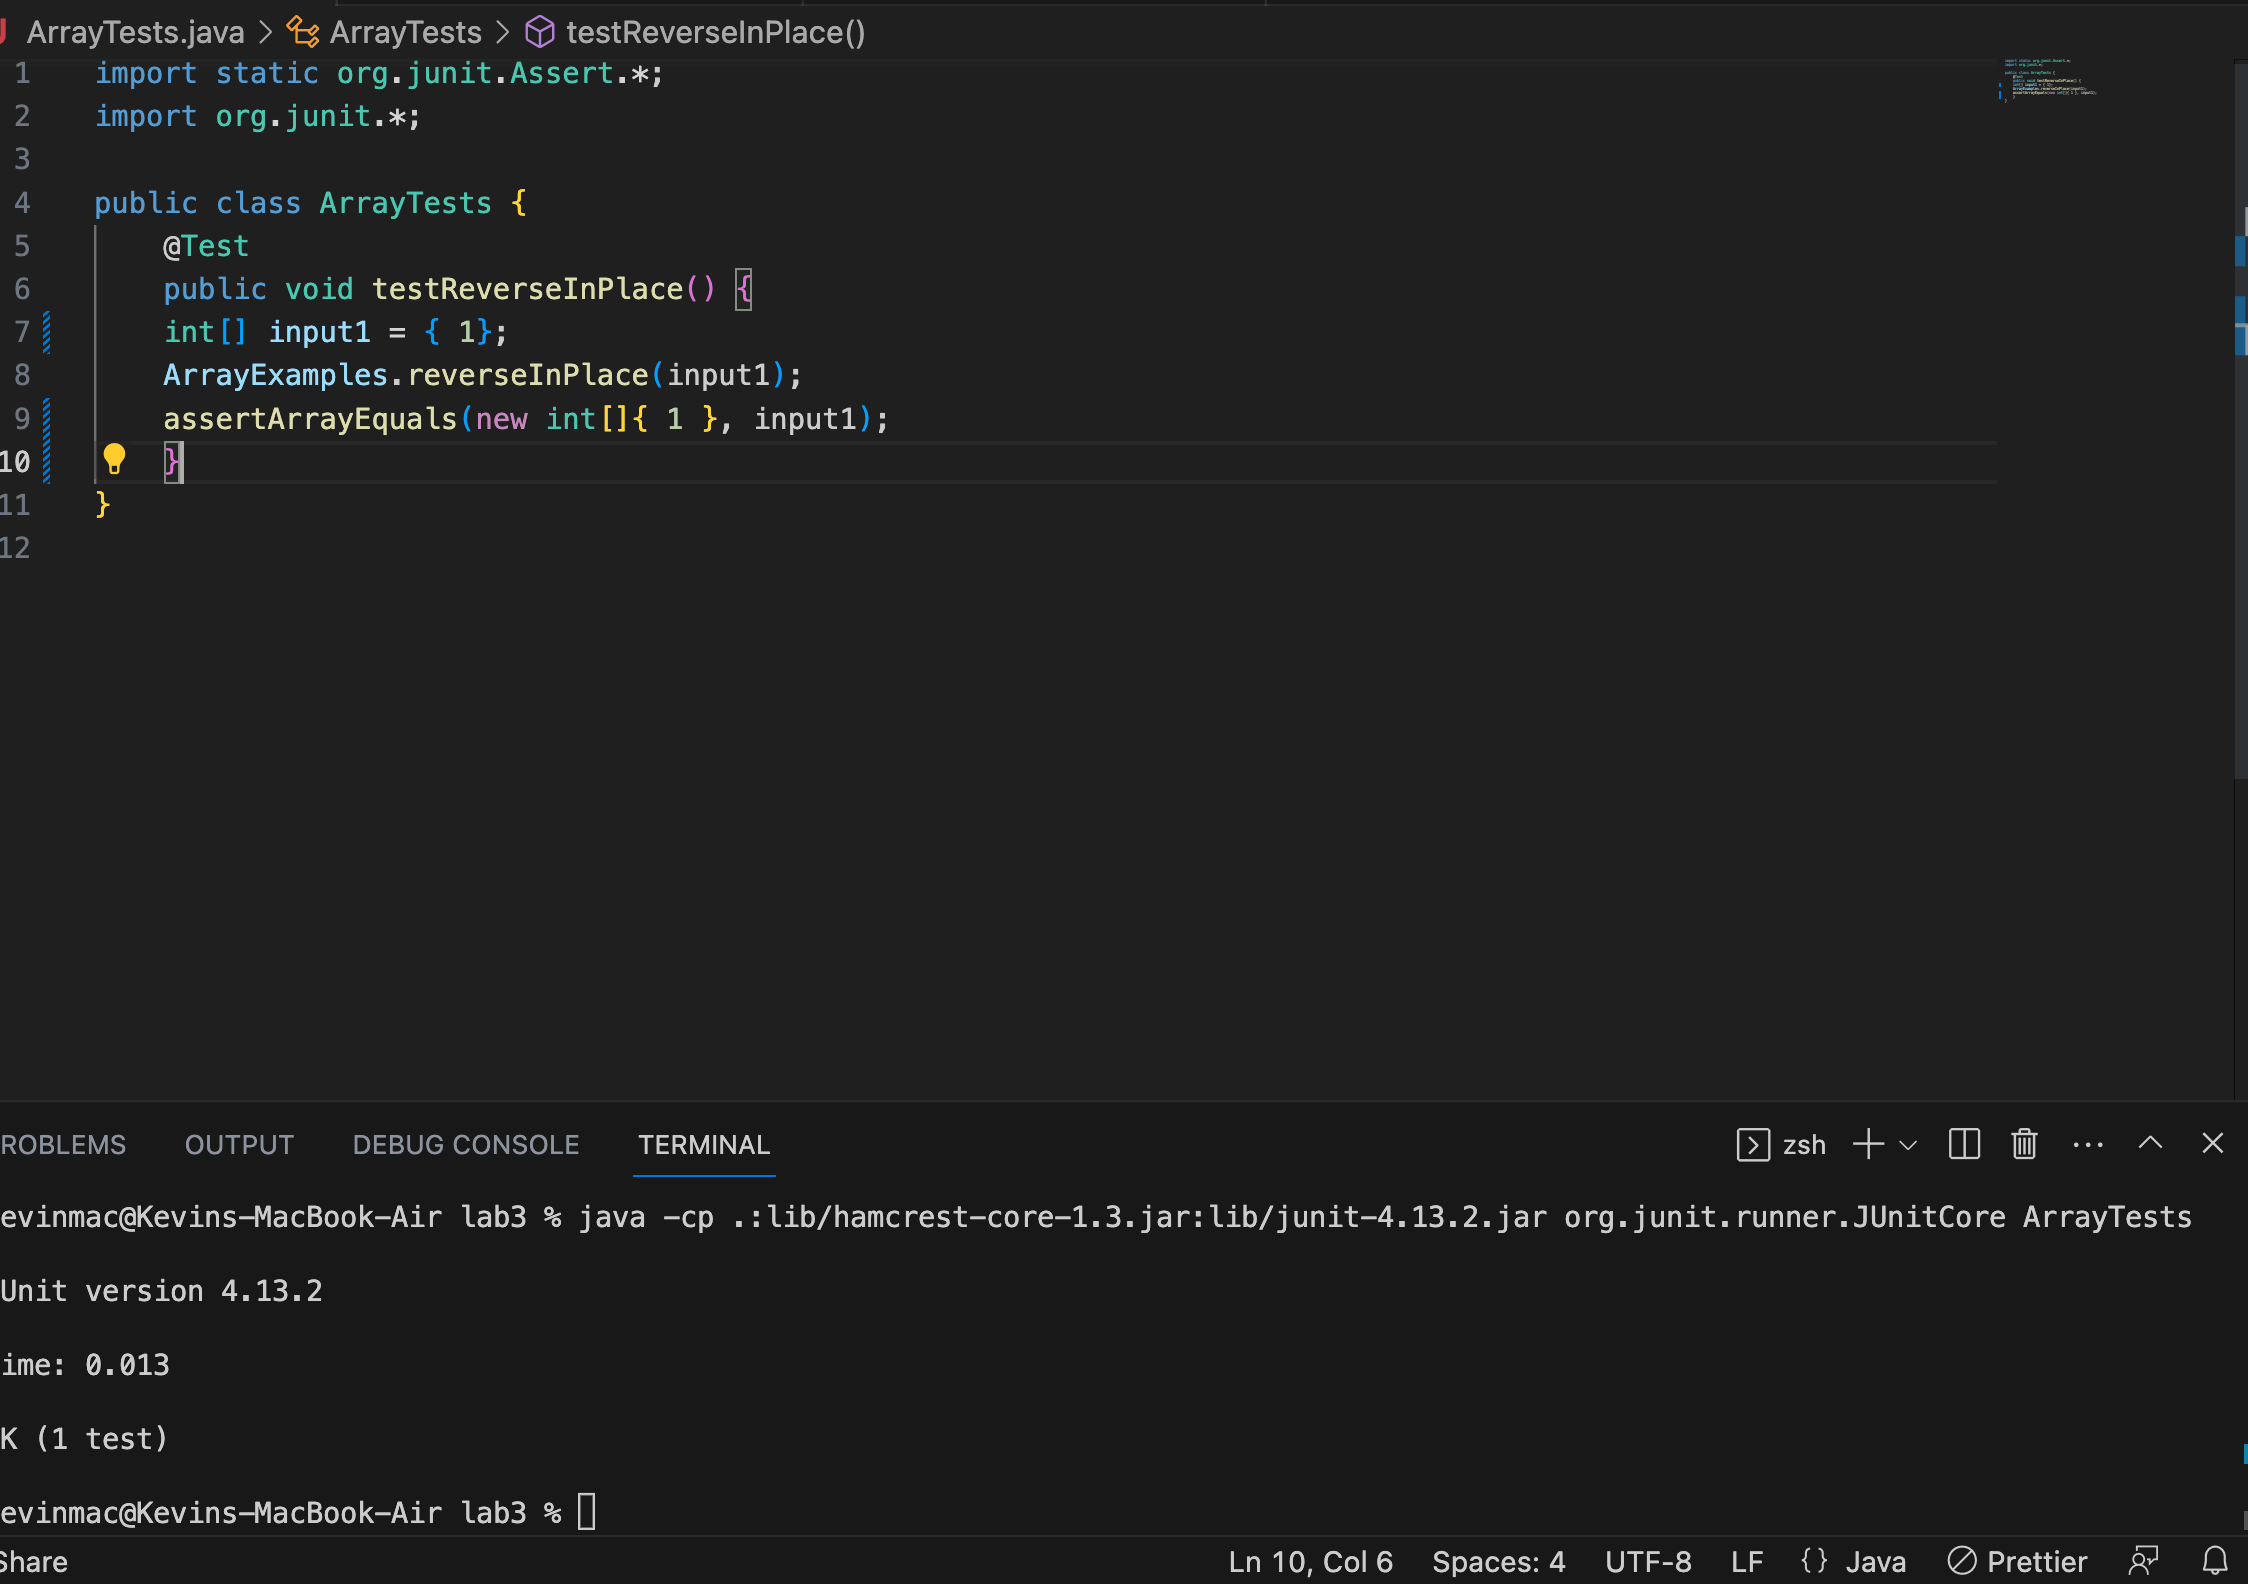 ArrayTests.java > ArrayTests > testReverseInPlace()
1 import static org.junit.Assert.*;
2 import org.junit.*;
3
4 public class ArrayTests {
5 @Test
6 public void testReverseInPlace() {
7 int[] input1 = { 1};
8 ArrayExamples.reverseInPlace(input1);
9 assertArrayEquals(new int[]{ 1 }, input1);
10 }
11 }
12
ROBLEMS OUTPUT DEBUG CONSOLE TERMINAL zsh
evinmac@Kevins-MacBook-Air lab3 % java -cp .:lib/hamcrest-core-1.3.jar:lib/junit-4.13.2.jar org.junit.runner.JUnitCore ArrayTests
Unit version 4.13.2
ime: 0.013
K (1 test)
evinmac@Kevins-MacBook-Air lab3 %
Share Ln 10, Col 6 Spaces: 4 UTF-8 LF {} Java Prettier